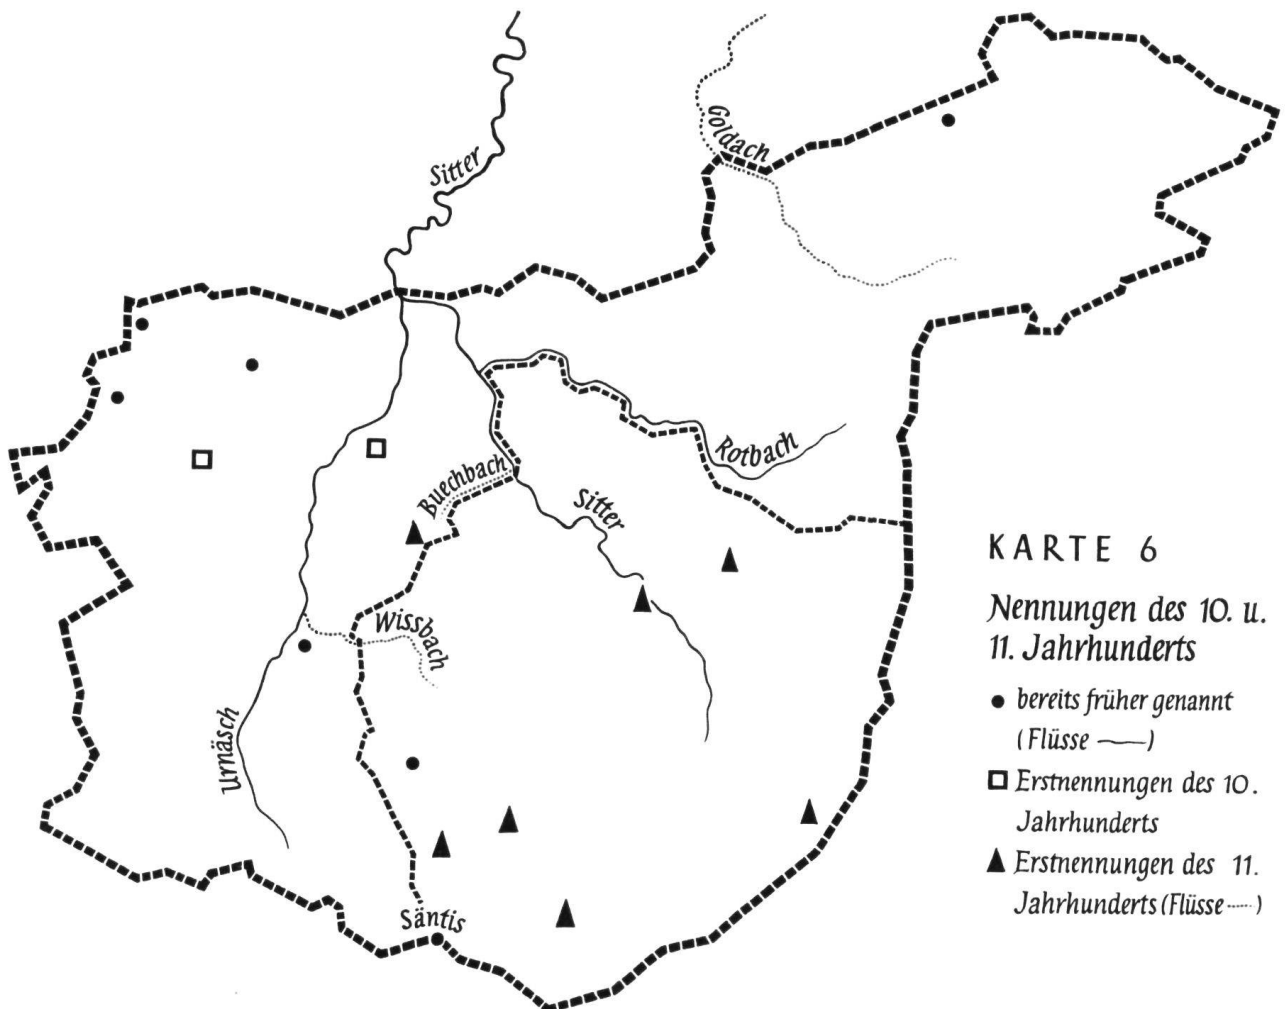 Goldach
Sitter
Rotbach
Buechbach
Sitter
Wissbach
Urnäsch
Säntis
KARTE 6
Nennungen des 10. u.
11. Jahrhunderts
bereits früher genannt
(Flüsse —)
Erstnennungen des 10.
Jahrhunderts
Erstnennungen des 11.
Jahrhunderts (Flüsse ·····)